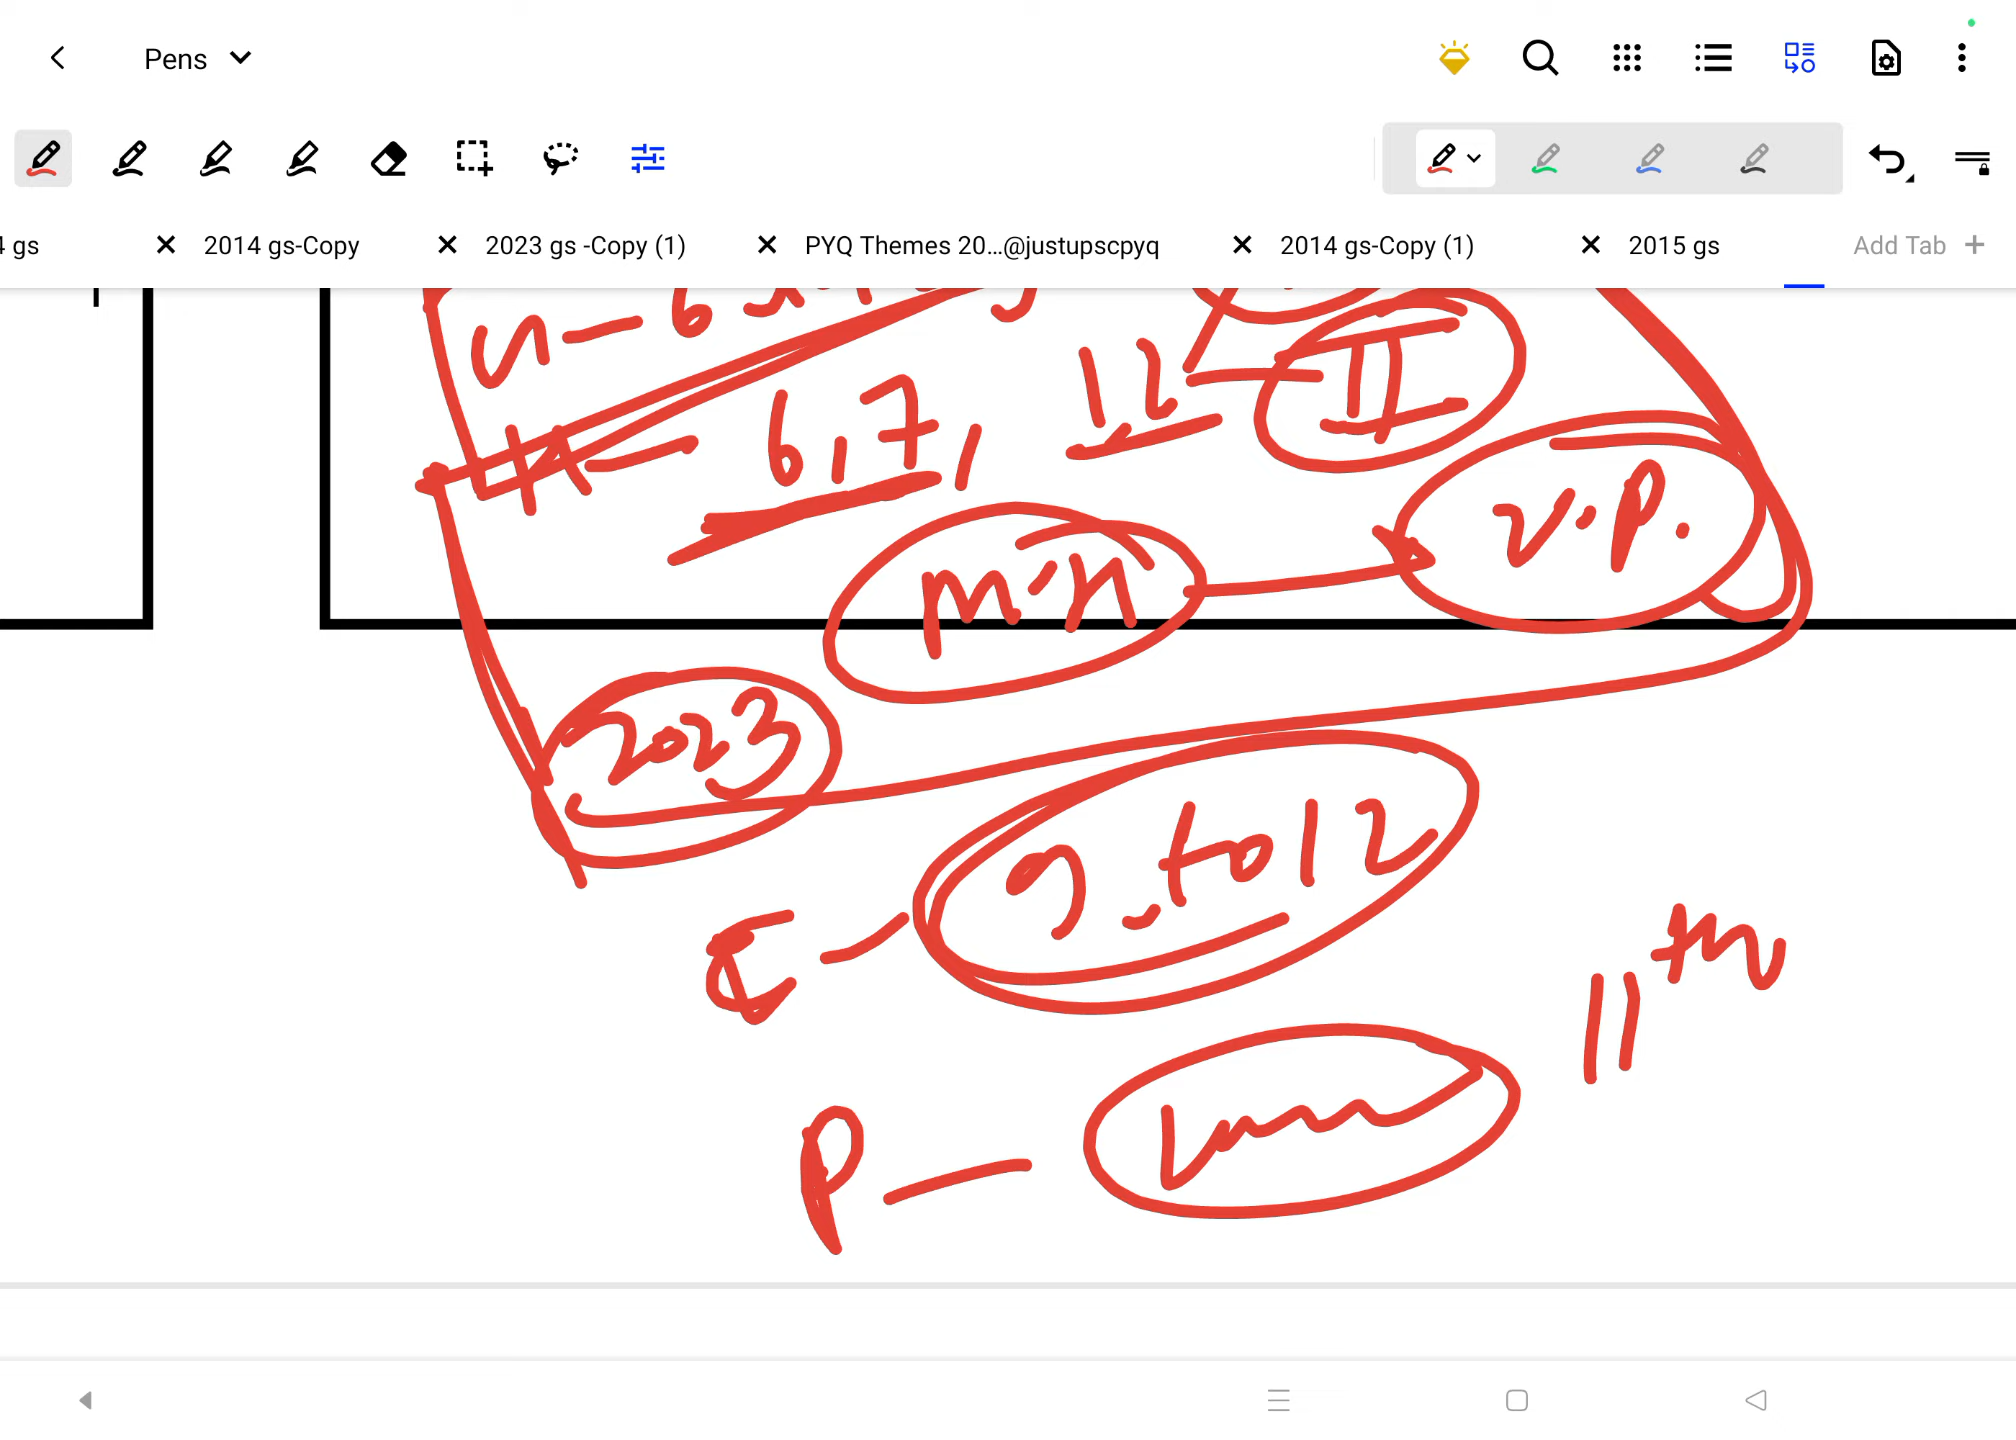 Pens
4 gs
2014 gs-Copy
2023 gs -Copy (1)
PYQ Themes 20...@justupscpyq
2014 gs-Copy (1)
2015 gs
Add Tab +
6
6,7, 12 – II
V.P.
2023
9 to 12
11th
P –